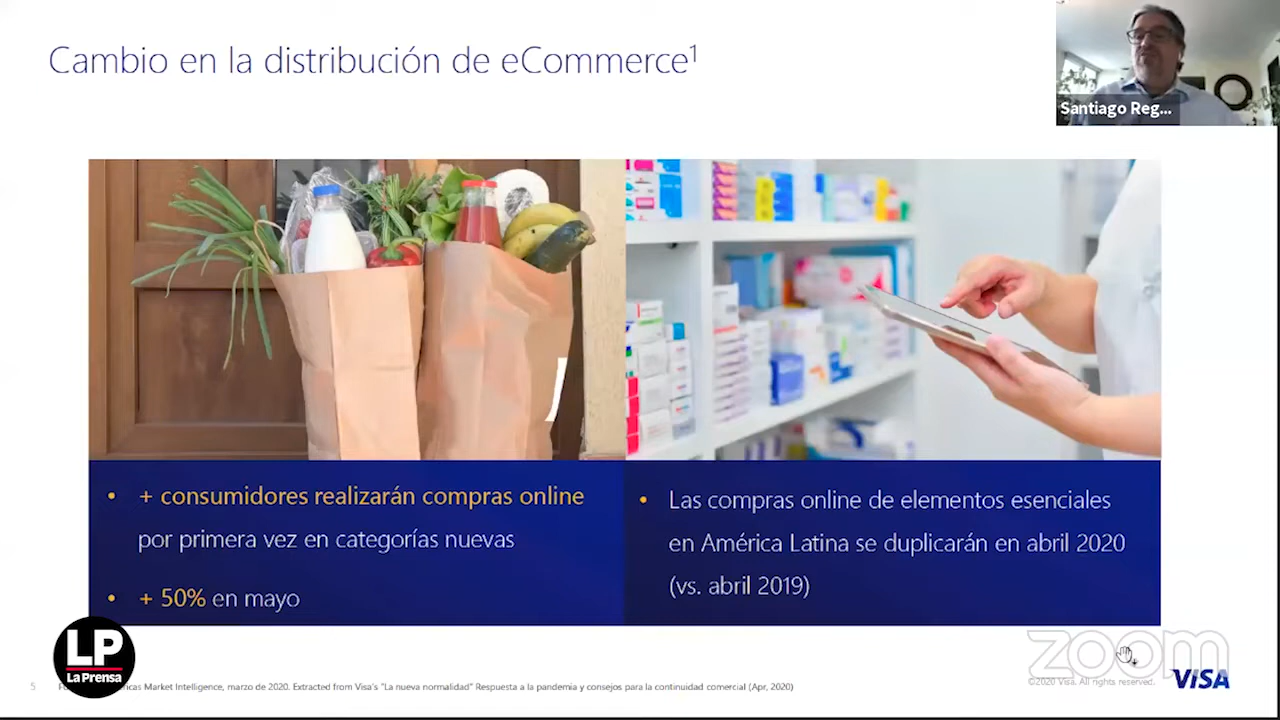 Cambio en la distribución de eCommerce¹
Santiago Reg...
• + consumidores realizarán compras online
por primera vez en categorías nuevas
• + 50% en mayo
• Las compras online de elementos esenciales
en América Latina se duplicarán en abril 2020
(vs. abril 2019)
LP
La Prensa
zoom
5
icas Market Intelligence, marzo de 2020. Extracted from Visa's "La nueva normalidad" Respuesta a la pandemia y consejos para la continuidad comercial (Apr, 2020)
©2020 Visa. All rights reserved.
VISA